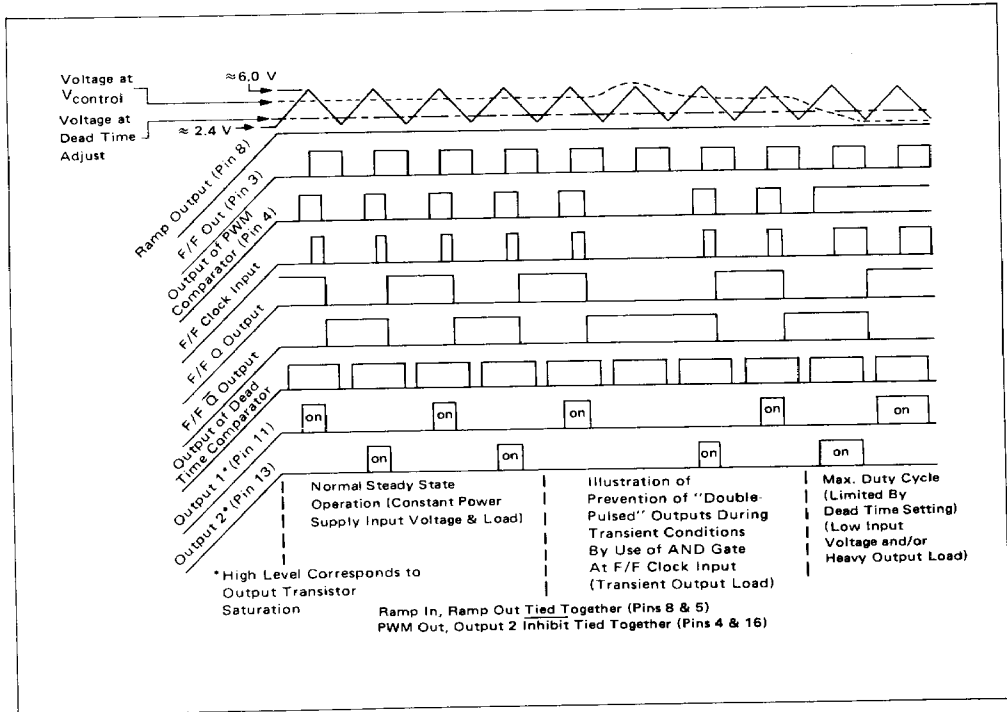 Voltage at
Vcontrol
≈6.0 V
Voltage at
Dead Time
Adjust
≈ 2.4 V
Ramp Output (Pin 8)
F/F Out (Pin 3)
Output of PWM
Comparator (Pin 4)
F/F Clock Input
F/F Q Output
F/F Q̅ Output
Output of Dead
Time Comparator
Output 1* (Pin 11)
on on on on on
Output 2* (Pin 13)
on on on on
Normal Steady State
Operation (Constant Power
Supply Input Voltage & Load)
Illustration of
Prevention of "Double-
Pulsed" Outputs During
Transient Conditions
By Use of AND Gate
At F/F Clock Input
(Transient Output Load)
Max. Duty Cycle
(Limited By
Dead Time Setting)
(Low Input
Voltage and/or
Heavy Output Load)
*High Level Corresponds to
Output Transistor
Saturation
Ramp In, Ramp Out Tied Together (Pins 8 & 5)
PWM Out, Output 2 I̅n̅h̅i̅b̅i̅t̅ Tied Together (Pins 4 & 16)